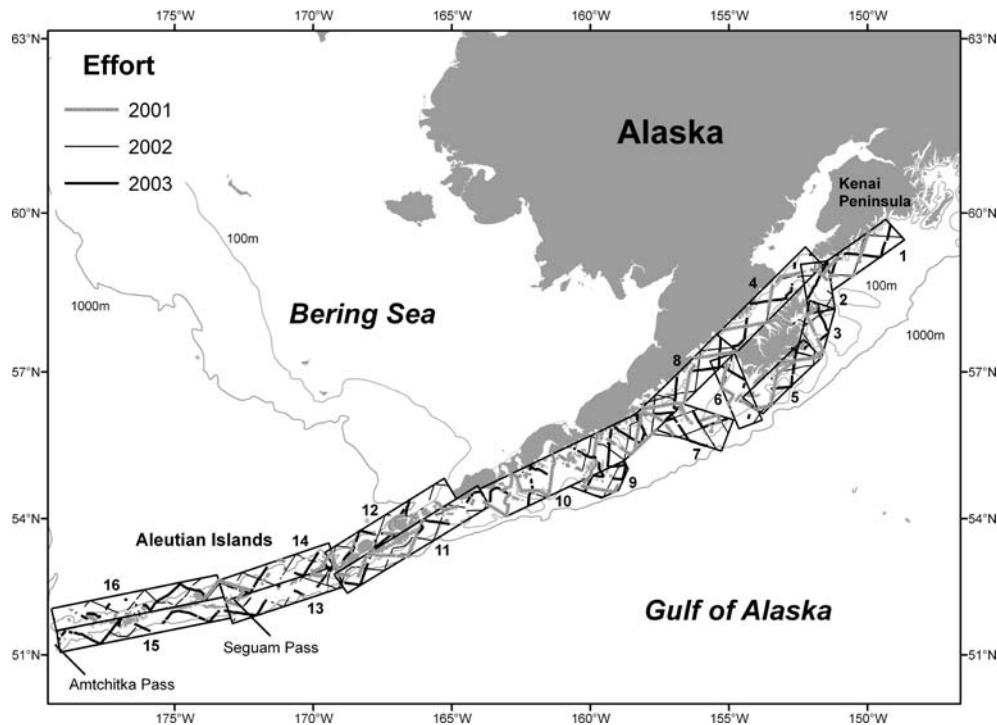 175°W 170°W 165°W 160°W 155°W 150°W
63°N 63°N
Effort
2001
2002
2003
Alaska
Kenai
Peninsula
60°N 60°N
100m
1000m
Bering Sea
1
4
2
100m
3
1000m
57°N 57°N
8
6
5
7
9
10
12
54°N 54°N
Aleutian Islands
14
11
16
13
Gulf of Alaska
15
Seguam Pass
51°N 51°N
Amtchitka Pass
175°W 170°W 165°W 160°W 155°W 150°W